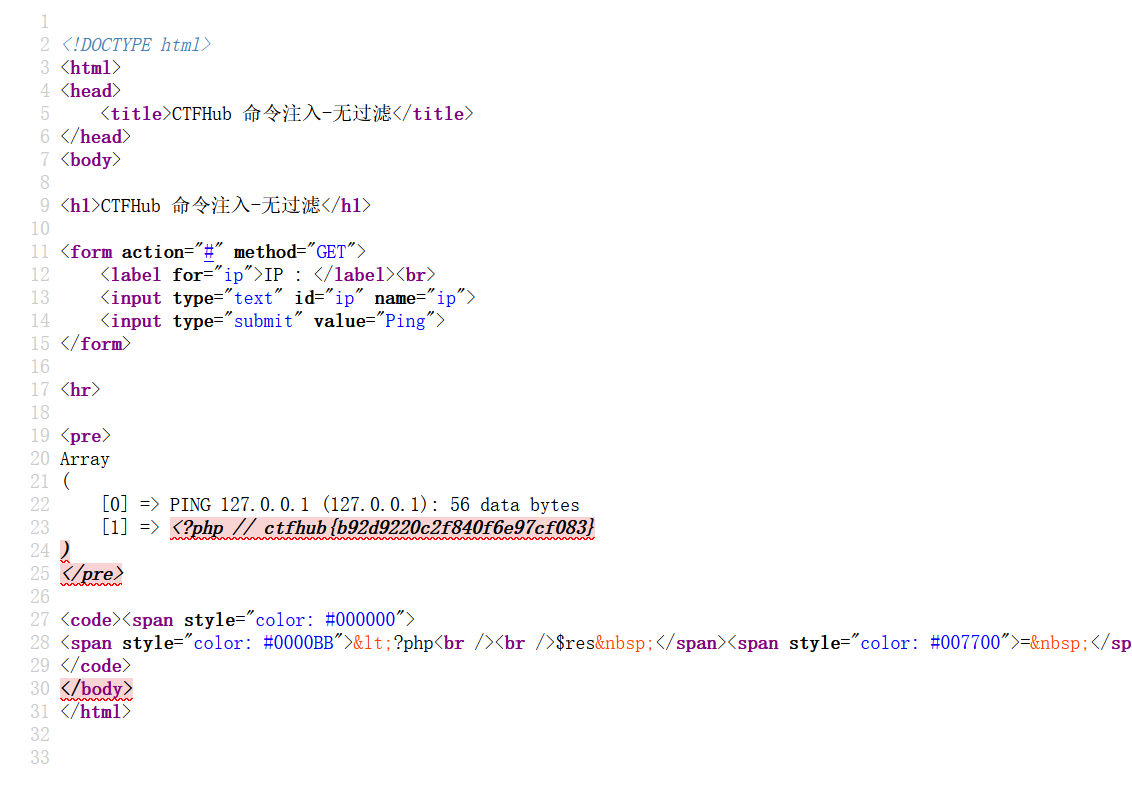 1
2 <!DOCTYPE html>
3 <html>
4 <head>
5     <title>CTFHub 命令注入-无过滤</title>
6 </head>
7 <body>
8
9 <h1>CTFHub 命令注入-无过滤</h1>
10
11 <form action="#" method="GET">
12     <label for="ip">IP : </label><br>
13     <input type="text" id="ip" name="ip">
14     <input type="submit" value="Ping">
15 </form>
16
17 <hr>
18
19 <pre>
20 Array
21 (
22     [0] => PING 127.0.0.1 (127.0.0.1): 56 data bytes
23     [1] => <?php // ctfhub{b92d9220c2f840f6e97cf083}
24 )
25 </pre>
26
27 <code><span style="color: #000000">
28 <span style="color: #0000BB">&lt;?php<br /><br />$res&nbsp;</span><span style="color: #007700">=&nbsp;</sp
29 </code>
30 </body>
31 </html>
32
33